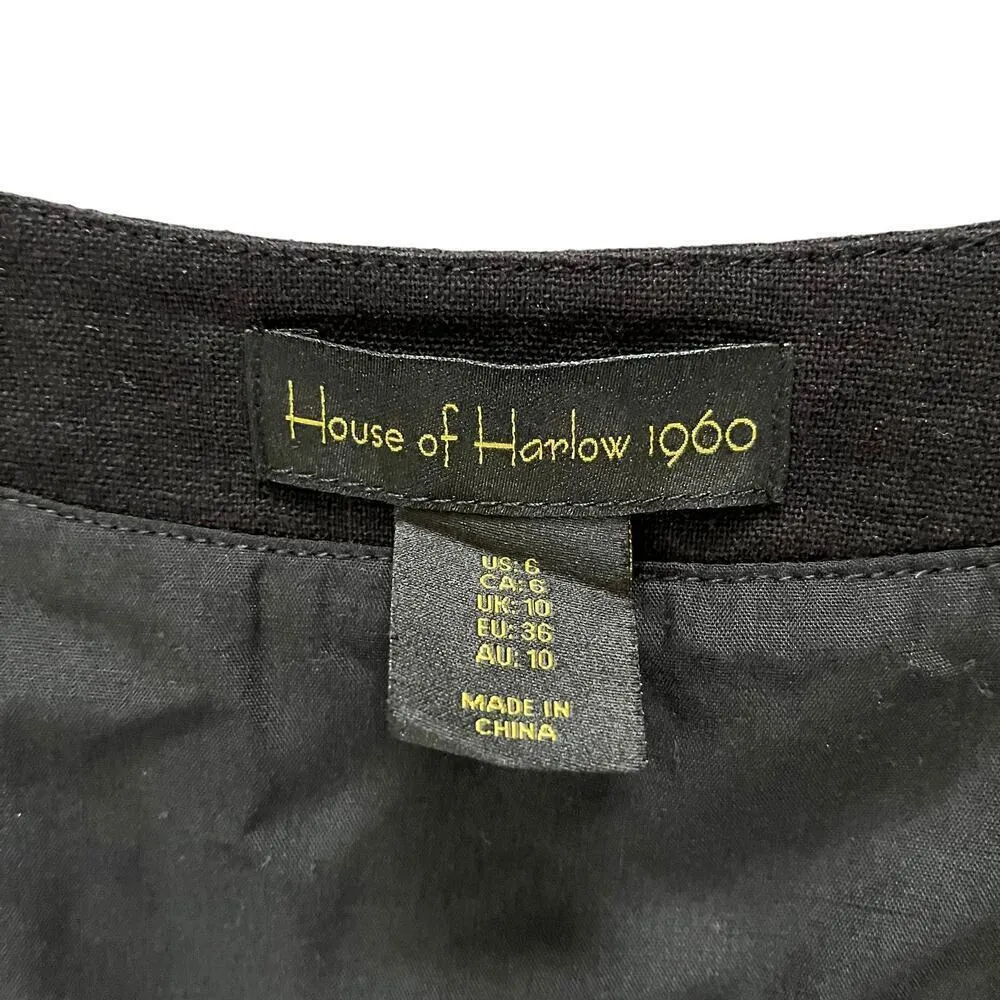 House of Harlow 1960
US: 6
CA: 6
UK: 10
EU: 36
AU: 10
MADE IN
CHINA